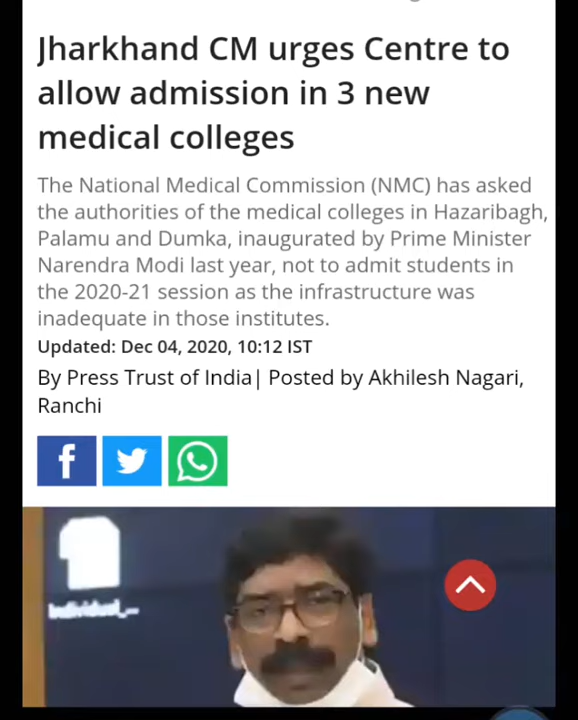 Jharkhand CM urges Centre to
allow admission in 3 new
medical colleges
The National Medical Commission (NMC) has asked
the authorities of the medical colleges in Hazaribagh,
Palamu and Dumka, inaugurated by Prime Minister
Narendra Modi last year, not to admit students in
the 2020-21 session as the infrastructure was
inadequate in those institutes.
Updated: Dec 04, 2020, 10:12 IST
By Press Trust of India| Posted by Akhilesh Nagari,
Ranchi
Individual_...